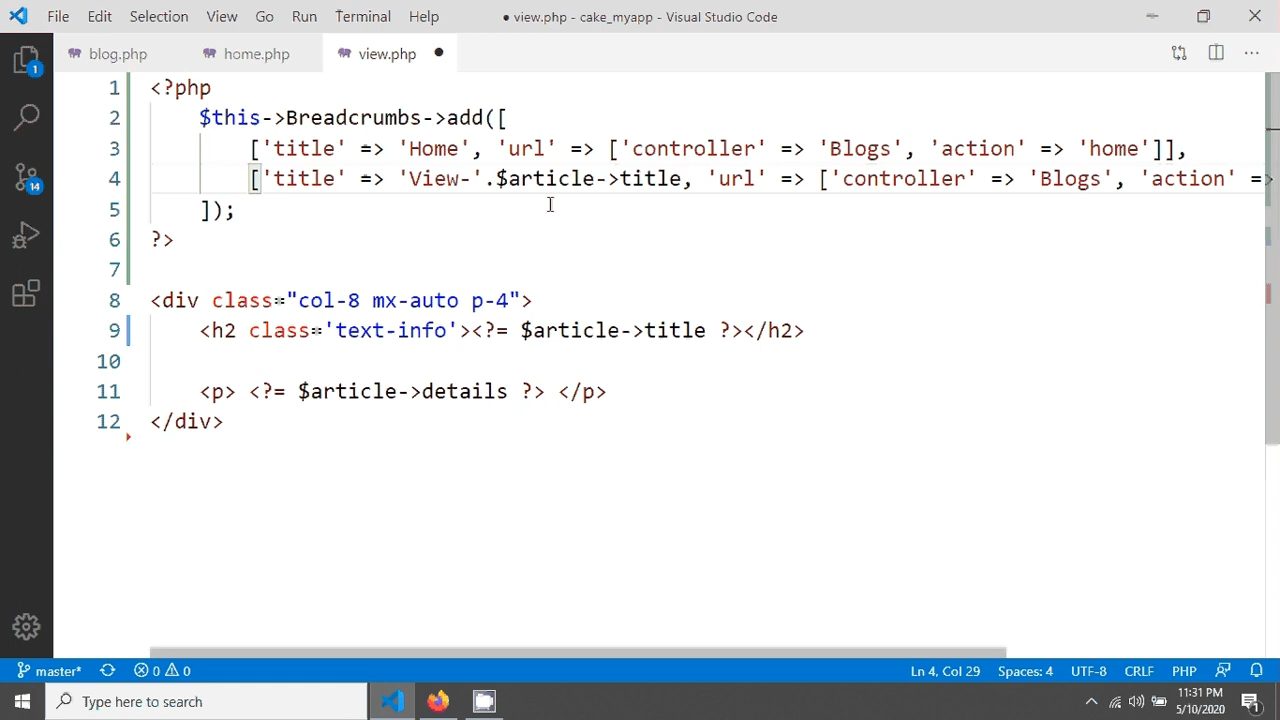 File Edit Selection View Go Run Terminal Help ● view.php - cake_myapp - Visual Studio Code
blog.php home.php view.php ●
1 <?php
2 $this->Breadcrumbs->add([
3 ['title' => 'Home', 'url' => ['controller' => 'Blogs', 'action' => 'home']],
4 ['title' => 'View-'.$article->title, 'url' => ['controller' => 'Blogs', 'action' =>
5 ]);
6 ?>
7
8 <div class="col-8 mx-auto p-4">
9 <h2 class='text-info'><?= $article->title ?></h2>
10
11 <p> <?= $article->details ?> </p>
12 </div>
1
14
master* 0 0 Ln 4, Col 29 Spaces: 4 UTF-8 CRLF PHP
Type here to search
11:31 PM
5/10/2020
1